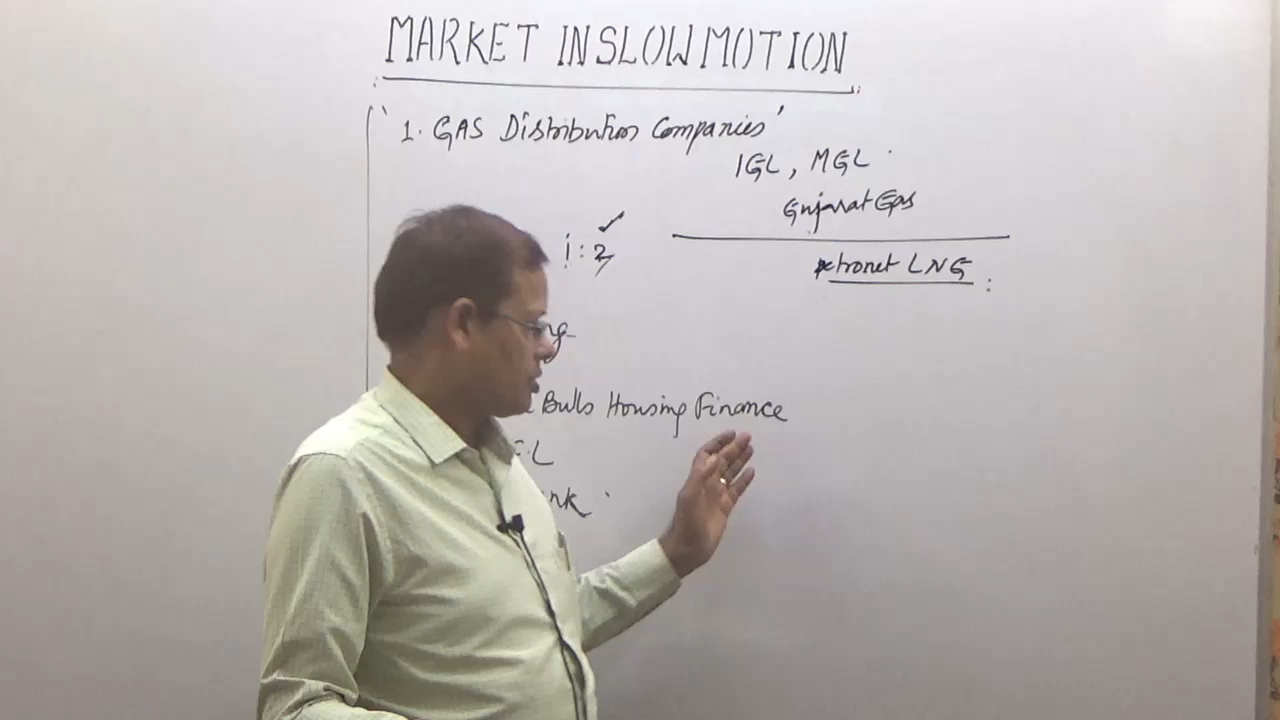 MARKET IN SLOW MOTION
'1. GAS Distribution Companies'
IGL, MGL
Gujarat Gas
1:2
Petronet LNG
Bulls Housing Finance